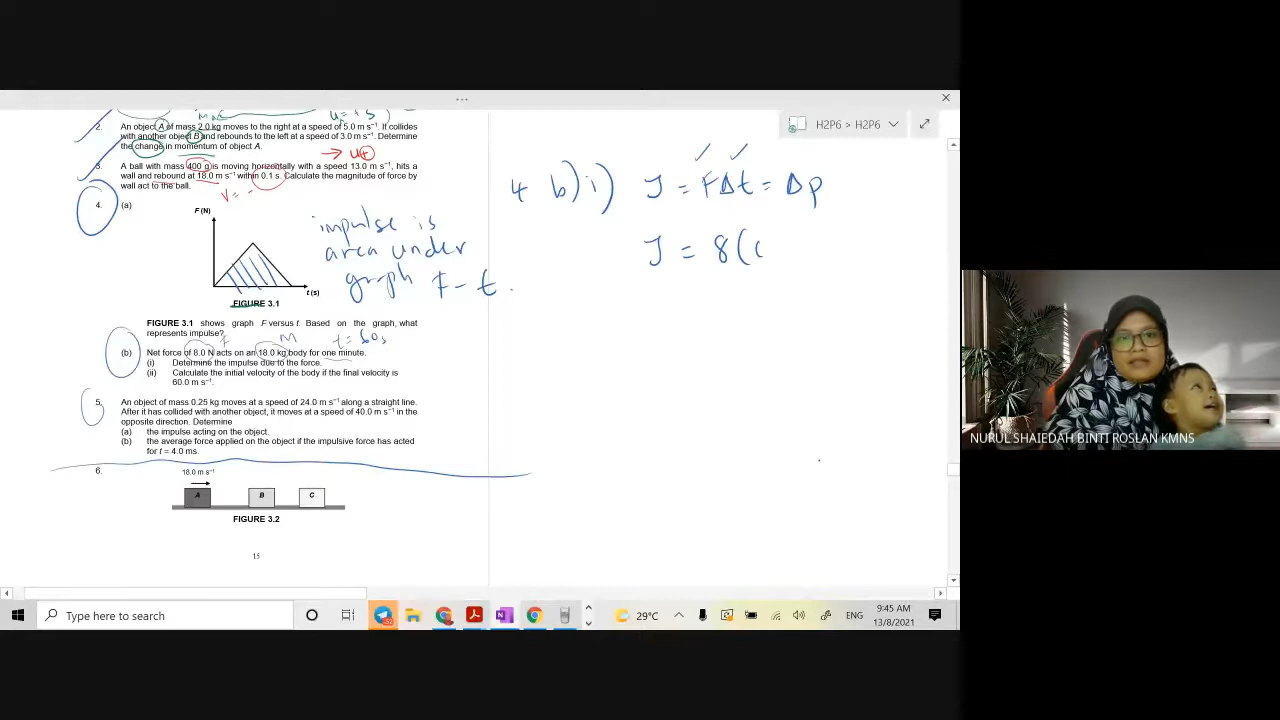 H2P6 > H2P6
2. An object A of mass 2.0 kg moves to the right at a speed of 5.0 m s⁻¹. It collides
with another object B and rebounds to the left at a speed of 3.0 m s⁻¹. Determine
the change in momentum of object A.
3. A ball with mass 400 g is moving horizontally with a speed 13.0 m s⁻¹, hits a
wall and rebound at 18.0 m s⁻¹ within 0.1 s. Calculate the magnitude of force by
wall act to the ball.
V = -
4. (a)
F (N)
t (s)
FIGURE 3.1
impulse is
area under
graph F - t.
FIGURE 3.1 shows graph F versus t. Based on the graph, what
represents impulse?
F M t = 60s
(b) Net force of 8.0 N acts on an 18.0 kg body for one minute.
(i) Determine the impulse due to the force.
(ii) Calculate the initial velocity of the body if the final velocity is
60.0 m s⁻¹.
5. An object of mass 0.25 kg moves at a speed of 24.0 m s⁻¹ along a straight line.
After it has collided with another object, it moves at a speed of 40.0 m s⁻¹ in the
opposite direction. Determine
(a) the impulse acting on the object.
(b) the average force applied on the object if the impulsive force has acted
for t = 4.0 ms.
6.
18.0 m s⁻¹
A B C
FIGURE 3.2
15
4 b) i) J = FΔt = Δp
J = 8(
NURUL SHAIEDAH BINTI ROSLAN KMNS
Type here to search
29°C
ENG
9:45 AM
13/8/2021